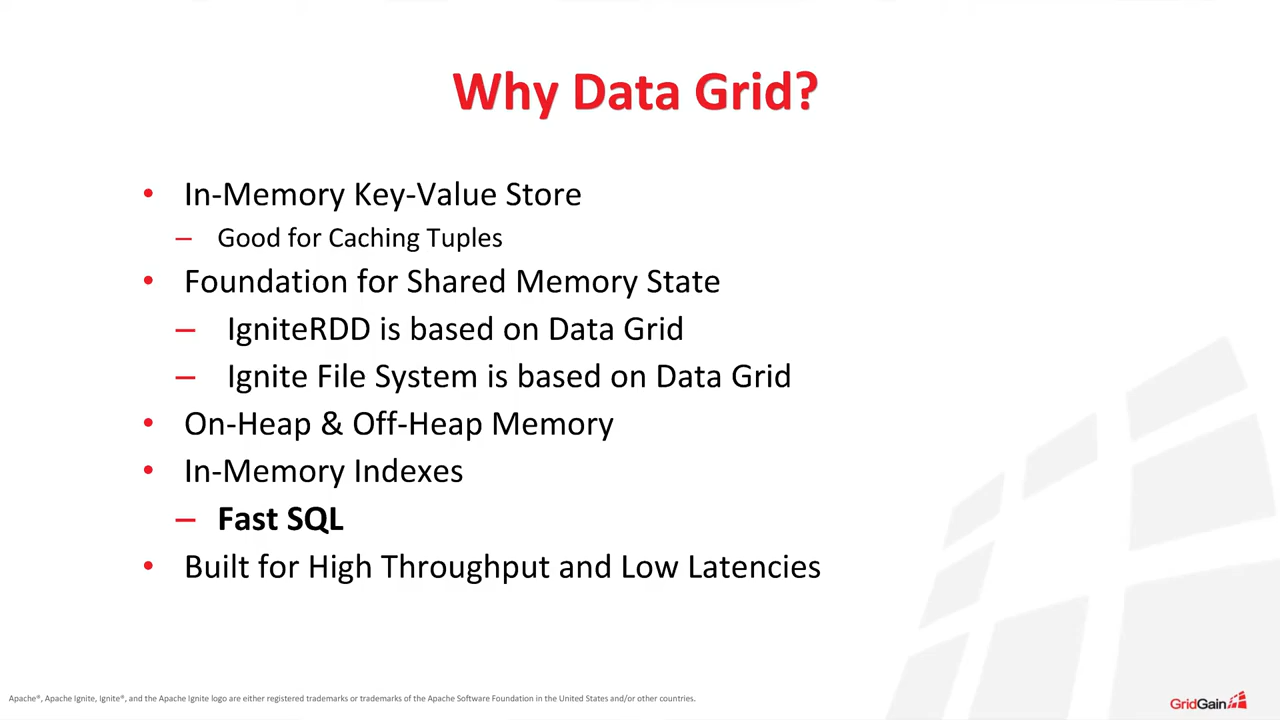 Why Data Grid?
• In-Memory Key-Value Store
– Good for Caching Tuples
• Foundation for Shared Memory State
– IgniteRDD is based on Data Grid
– Ignite File System is based on Data Grid
• On-Heap & Off-Heap Memory
• In-Memory Indexes
– Fast SQL
• Built for High Throughput and Low Latencies
Apache®, Apache Ignite, Ignite®, and the Apache Ignite logo are either registered trademarks or trademarks of the Apache Software Foundation in the United States and/or other countries.
GridGain